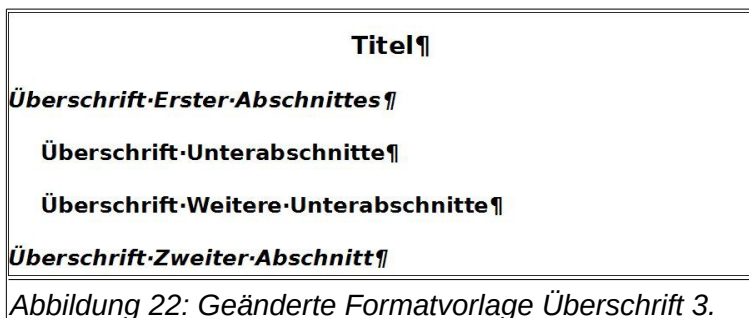 Titel¶
Überschrift·Erster·Abschnittes¶
Überschrift·Unterabschnitte¶
Überschrift·Weitere·Unterabschnitte¶
Überschrift·Zweiter·Abschnitt¶
Abbildung 22: Geänderte Formatvorlage Überschrift 3.